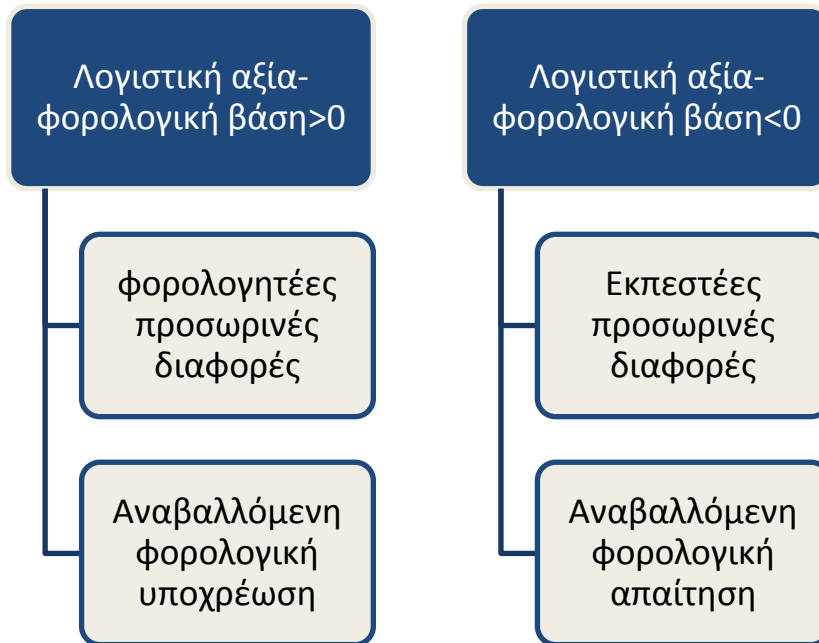 Λογιστική αξία-
φορολογική βάση>0
φορολογητέες
προσωρινές
διαφορές
Αναβαλλόμενη
φορολογική
υποχρέωση
Λογιστική αξία-
φορολογική βάση<0
Εκπεστέες
προσωρινές
διαφορές
Αναβαλλόμενη
φορολογική
απαίτηση